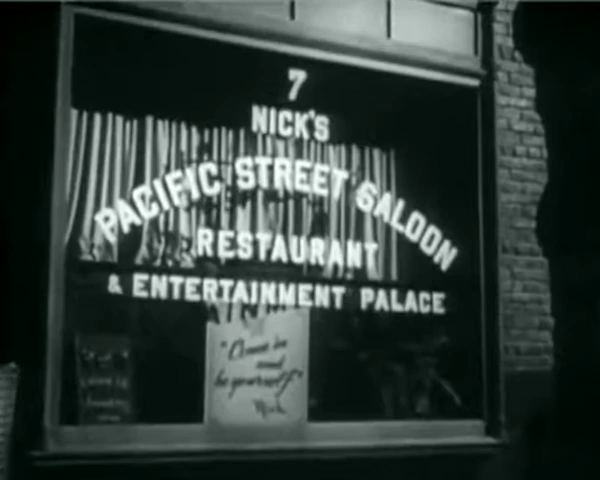 7
NICK'S
PACIFIC STREET SALOON
RESTAURANT
& ENTERTAINMENT PALACE
"Come in
and
be yourself"
Nick